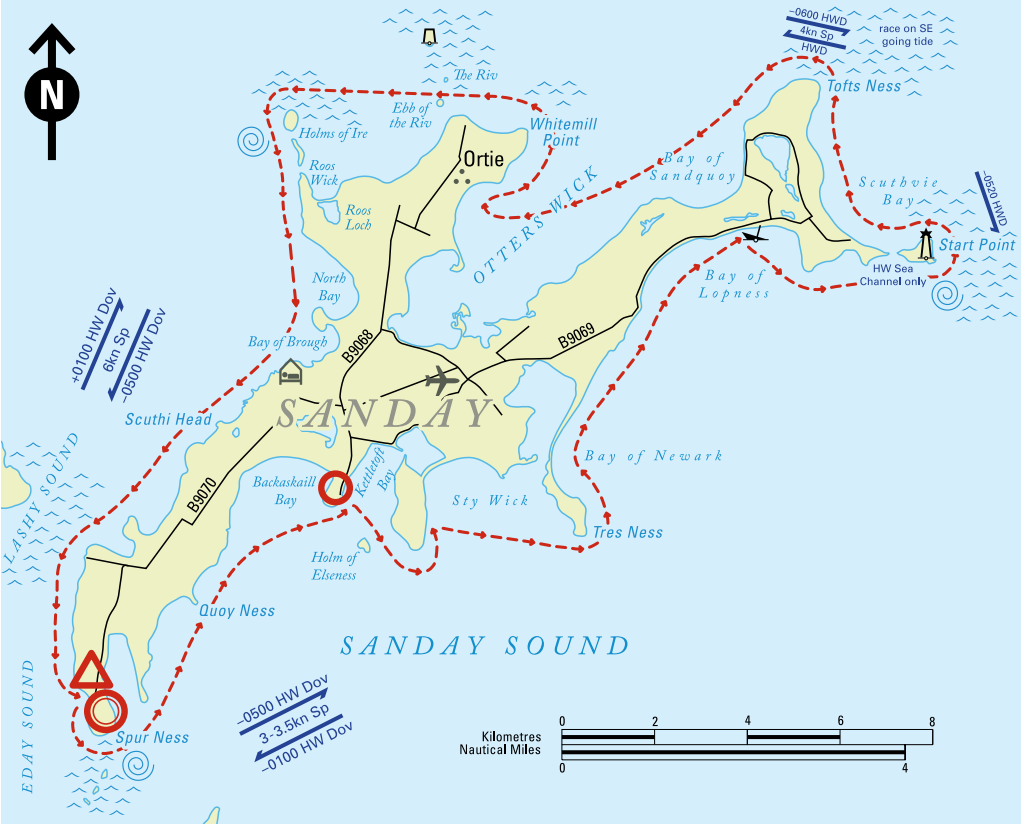 N
−0600 HWD
4kn Sp
HWD
race on SE
going tide
The Riv
Ebb of
the Riv
Tofts Ness
Holms of Ire
Whitemill
Point
Ortie
Roos
Wick
Bay of
Sandquoy
Scuthvie
Bay
−0520 HWD
Roos
Loch
OTTERS WICK
Start Point
HW Sea
Channel only
North
Bay
Bay of
Lopness
+0100 HW Dov
6kn Sp
−0500 HW Dov
B9068
B9069
Bay of Brough
SANDAY
Scuthi Head
LASHY SOUND
B9070
Backaskaill
Bay
Kettletoft
Bay
Bay of Newark
Sty Wick
Tres Ness
Holm of
Elseness
Quoy Ness
SANDAY SOUND
EDAY SOUND
−0500 HW Dov
3-3.5kn Sp
−0100 HW Dov
Spur Ness
0 2 4 6 8
Kilometres
Nautical Miles
0 4